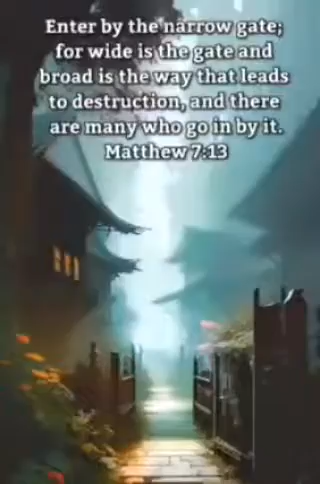 Enter by the narrow gate;
for wide is the gate and
broad is the way that leads
to destruction, and there
are many who go in by it.
Matthew 7:13